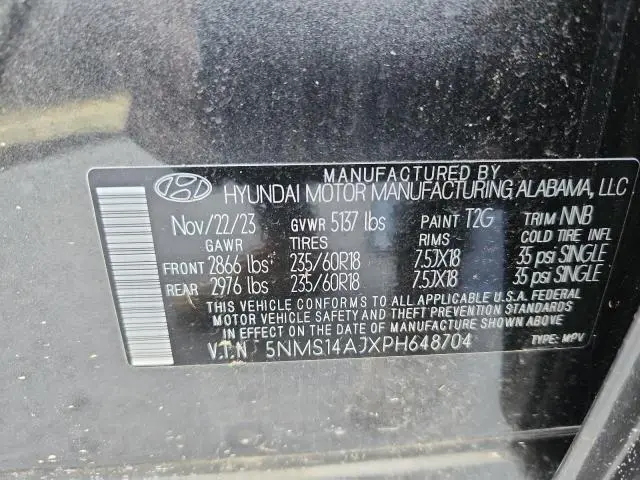 MANUFACTURED BY
HYUNDAI MOTOR MANUFACTURING ALABAMA, LLC
Nov/22/23 GVWR 5137 lbs PAINT T2G TRIM NNB
GAWR TIRES RIMS COLD TIRE INFL
FRONT 2866 lbs 235/60R18 7.5JX18 35 psi SINGLE
REAR 2976 lbs 235/60R18 7.5JX18 35 psi SINGLE
THIS VEHICLE CONFORMS TO ALL APPLICABLE U.S.A. FEDERAL
MOTOR VEHICLE SAFETY AND THEFT PREVENTION STANDARDS
IN EFFECT ON THE DATE OF MANUFACTURE SHOWN ABOVE.
V.I.N 5NMS14AJXPH648704 TYPE: MPV